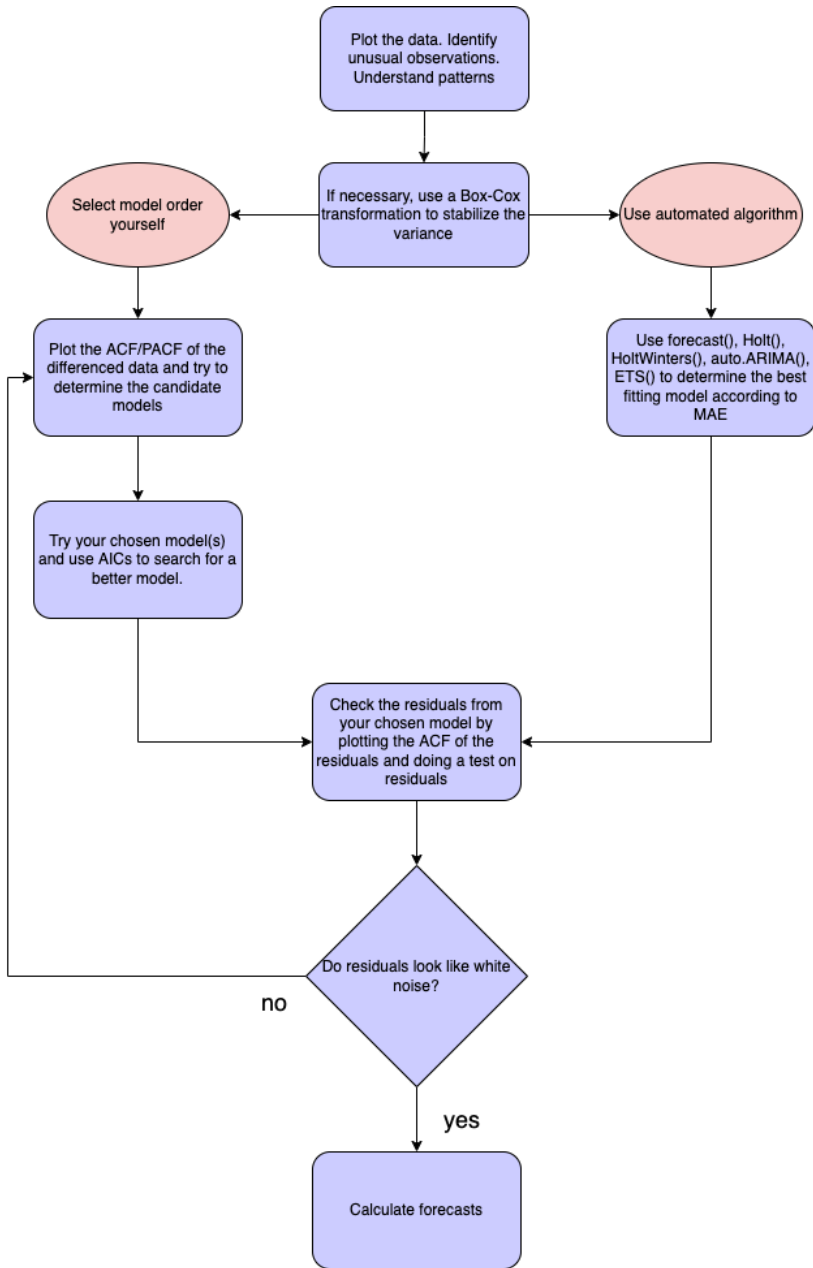 Plot the data. Identify
unusual observations.
Understand patterns
Select model order
yourself
If necessary, use a Box-Cox
transformation to stabilize the
variance
Use automated algorithm
Plot the ACF/PACF of the
differenced data and try to
determine the candidate
models
Use forecast(), Holt(),
HoltWinters(), auto.ARIMA(),
ETS() to determine the best
fitting model according to
MAE
Try your chosen model(s)
and use AICs to search for a
better model.
Check the residuals from
your chosen model by
plotting the ACF of the
residuals and doing a test on
residuals
Do residuals look like white
noise?
no
yes
Calculate forecasts